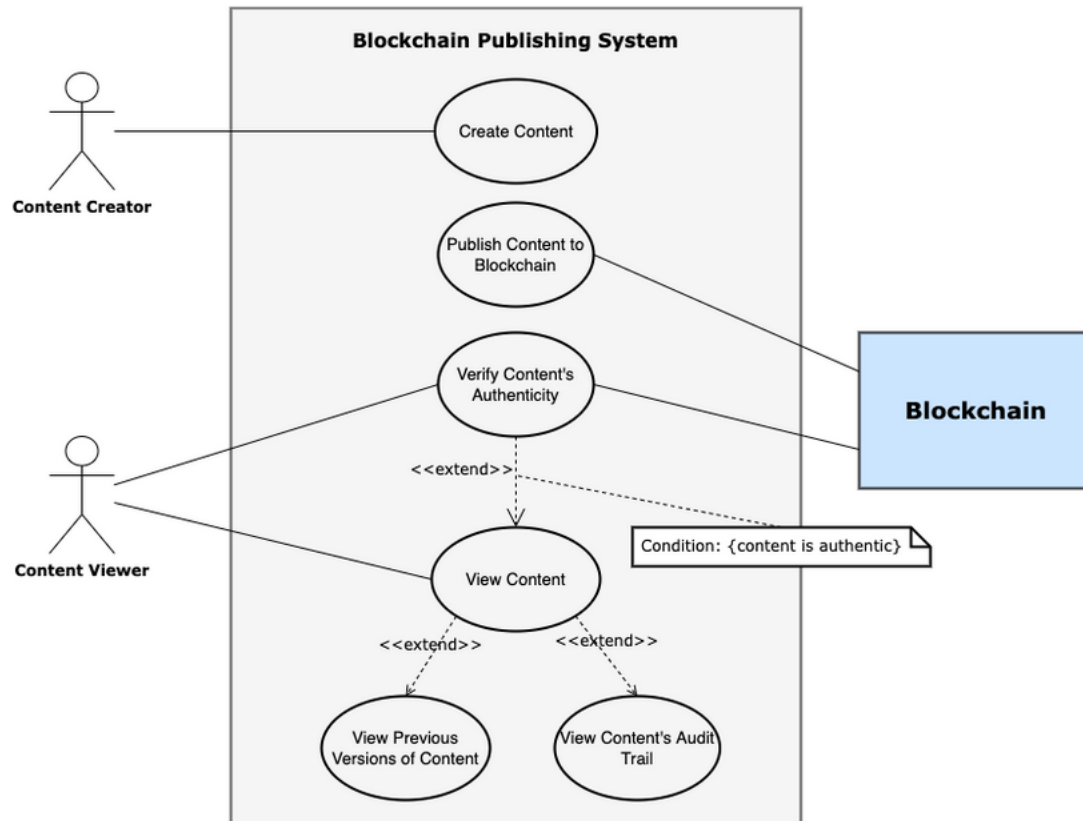 Blockchain Publishing System
Create Content
Content Creator
Publish Content to
Blockchain
Verify Content's
Authenticity
Blockchain
<<extend>>
Condition: {content is authentic}
Content Viewer
View Content
<<extend>>
<<extend>>
View Previous
Versions of Content
View Content's Audit
Trail